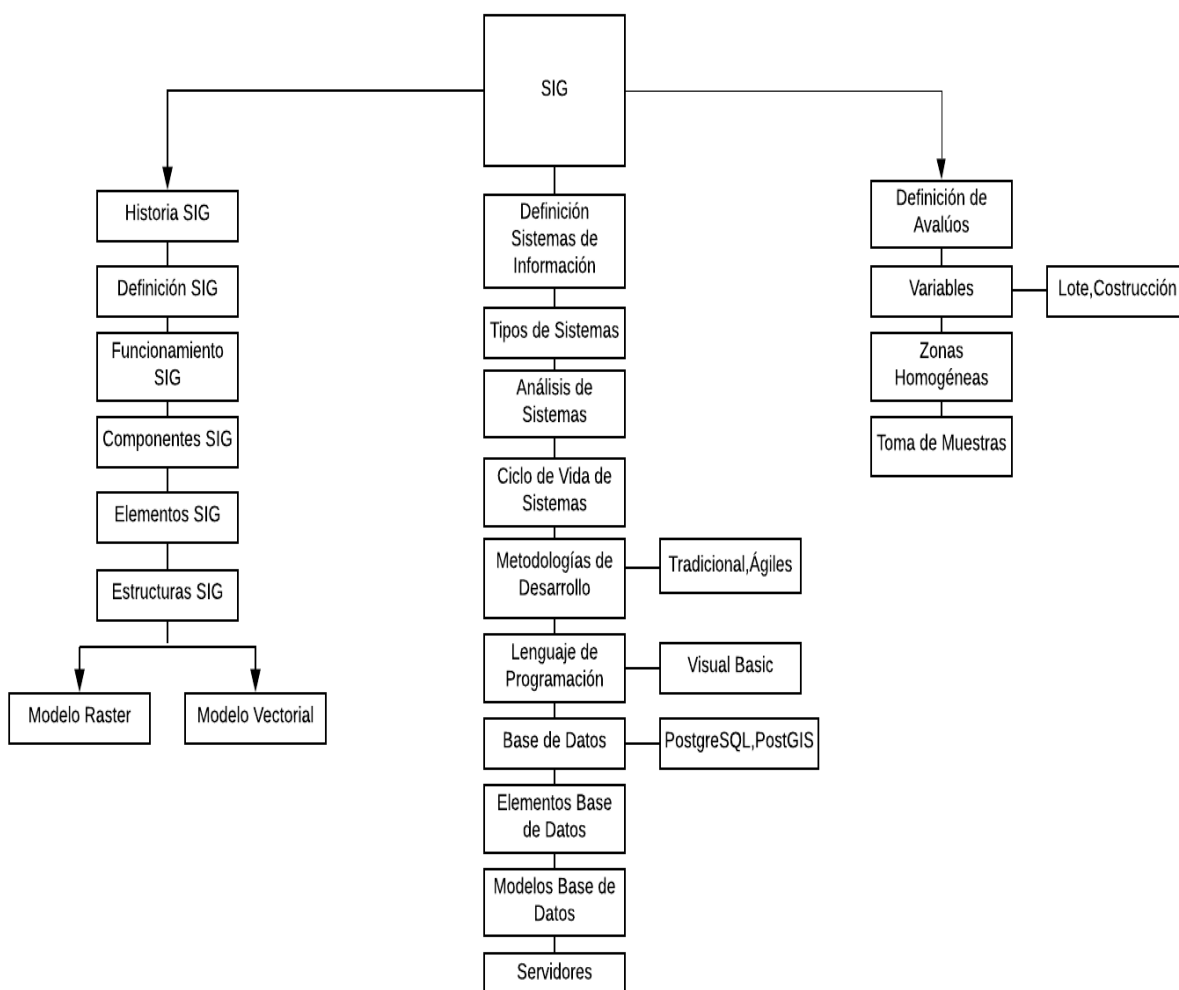 SIG
Historia SIG
Definición SIG
Funcionamiento
SIG
Componentes SIG
Elementos SIG
Estructuras SIG
Modelo Raster
Modelo Vectorial
Definición
Sistemas de
Información
Tipos de Sistemas
Análisis de
Sistemas
Ciclo de Vida de
Sistemas
Metodologías de
Desarrollo
Tradicional,Ágiles
Lenguaje de
Programación
Visual Basic
Base de Datos
PostgreSQL,PostGIS
Elementos Base
de Datos
Modelos Base de
Datos
Servidores
Definición de
Avalúos
Variables
Lote,Costrucción
Zonas
Homogéneas
Toma de Muestras